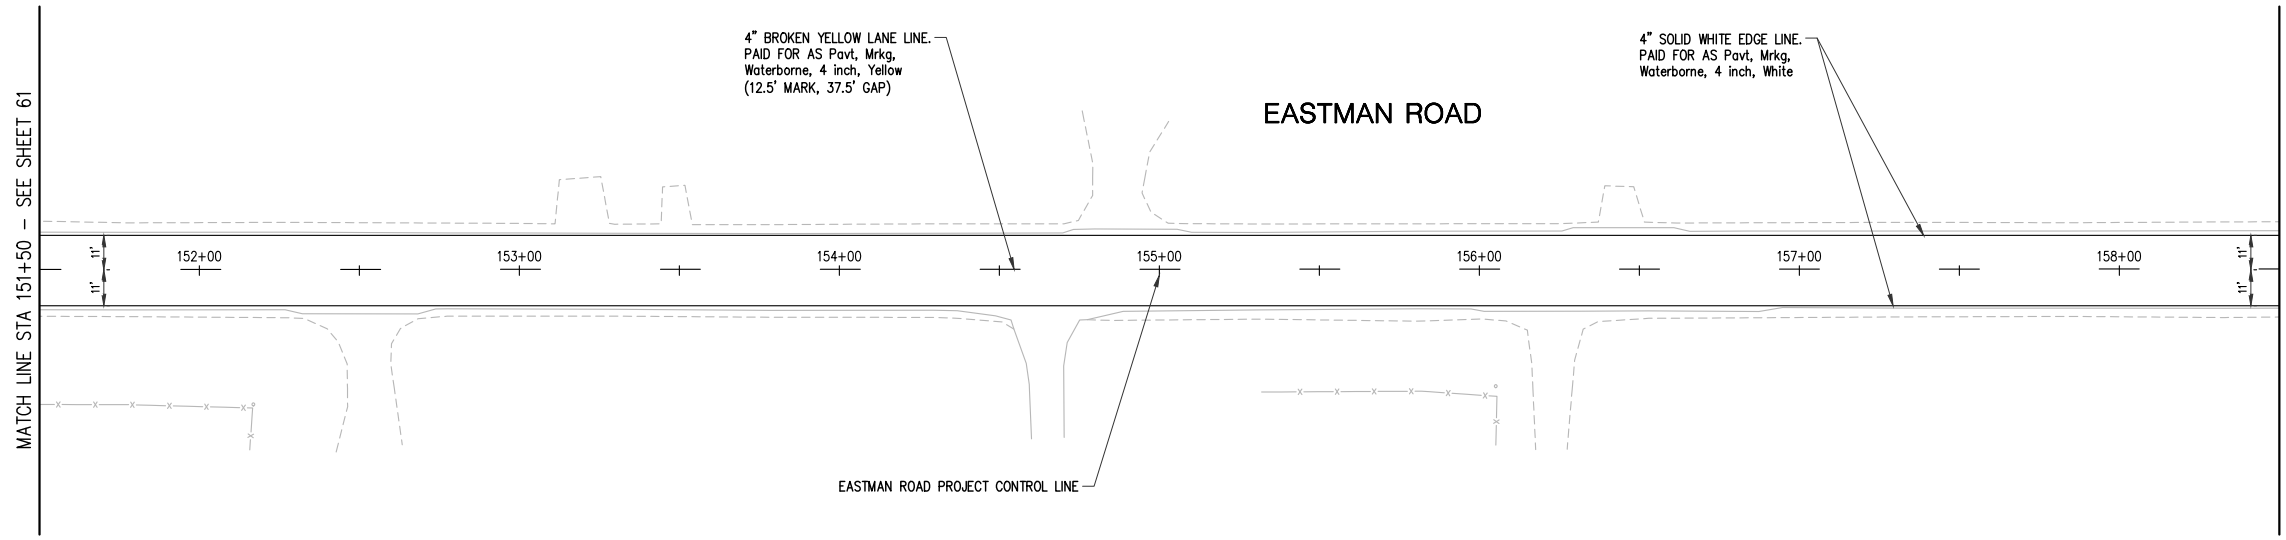 4" BROKEN YELLOW LANE LINE.
PAID FOR AS Pavt, Mrkg,
Waterborne, 4 inch, Yellow
(12.5' MARK, 37.5' GAP)
4" SOLID WHITE EDGE LINE.
PAID FOR AS Pavt, Mrkg,
Waterborne, 4 inch, White
EASTMAN ROAD
MATCH LINE STA 151+50 - SEE SHEET 61
11'
11'
152+00
153+00
154+00
155+00
156+00
157+00
158+00
11'
11'
EASTMAN ROAD PROJECT CONTROL LINE